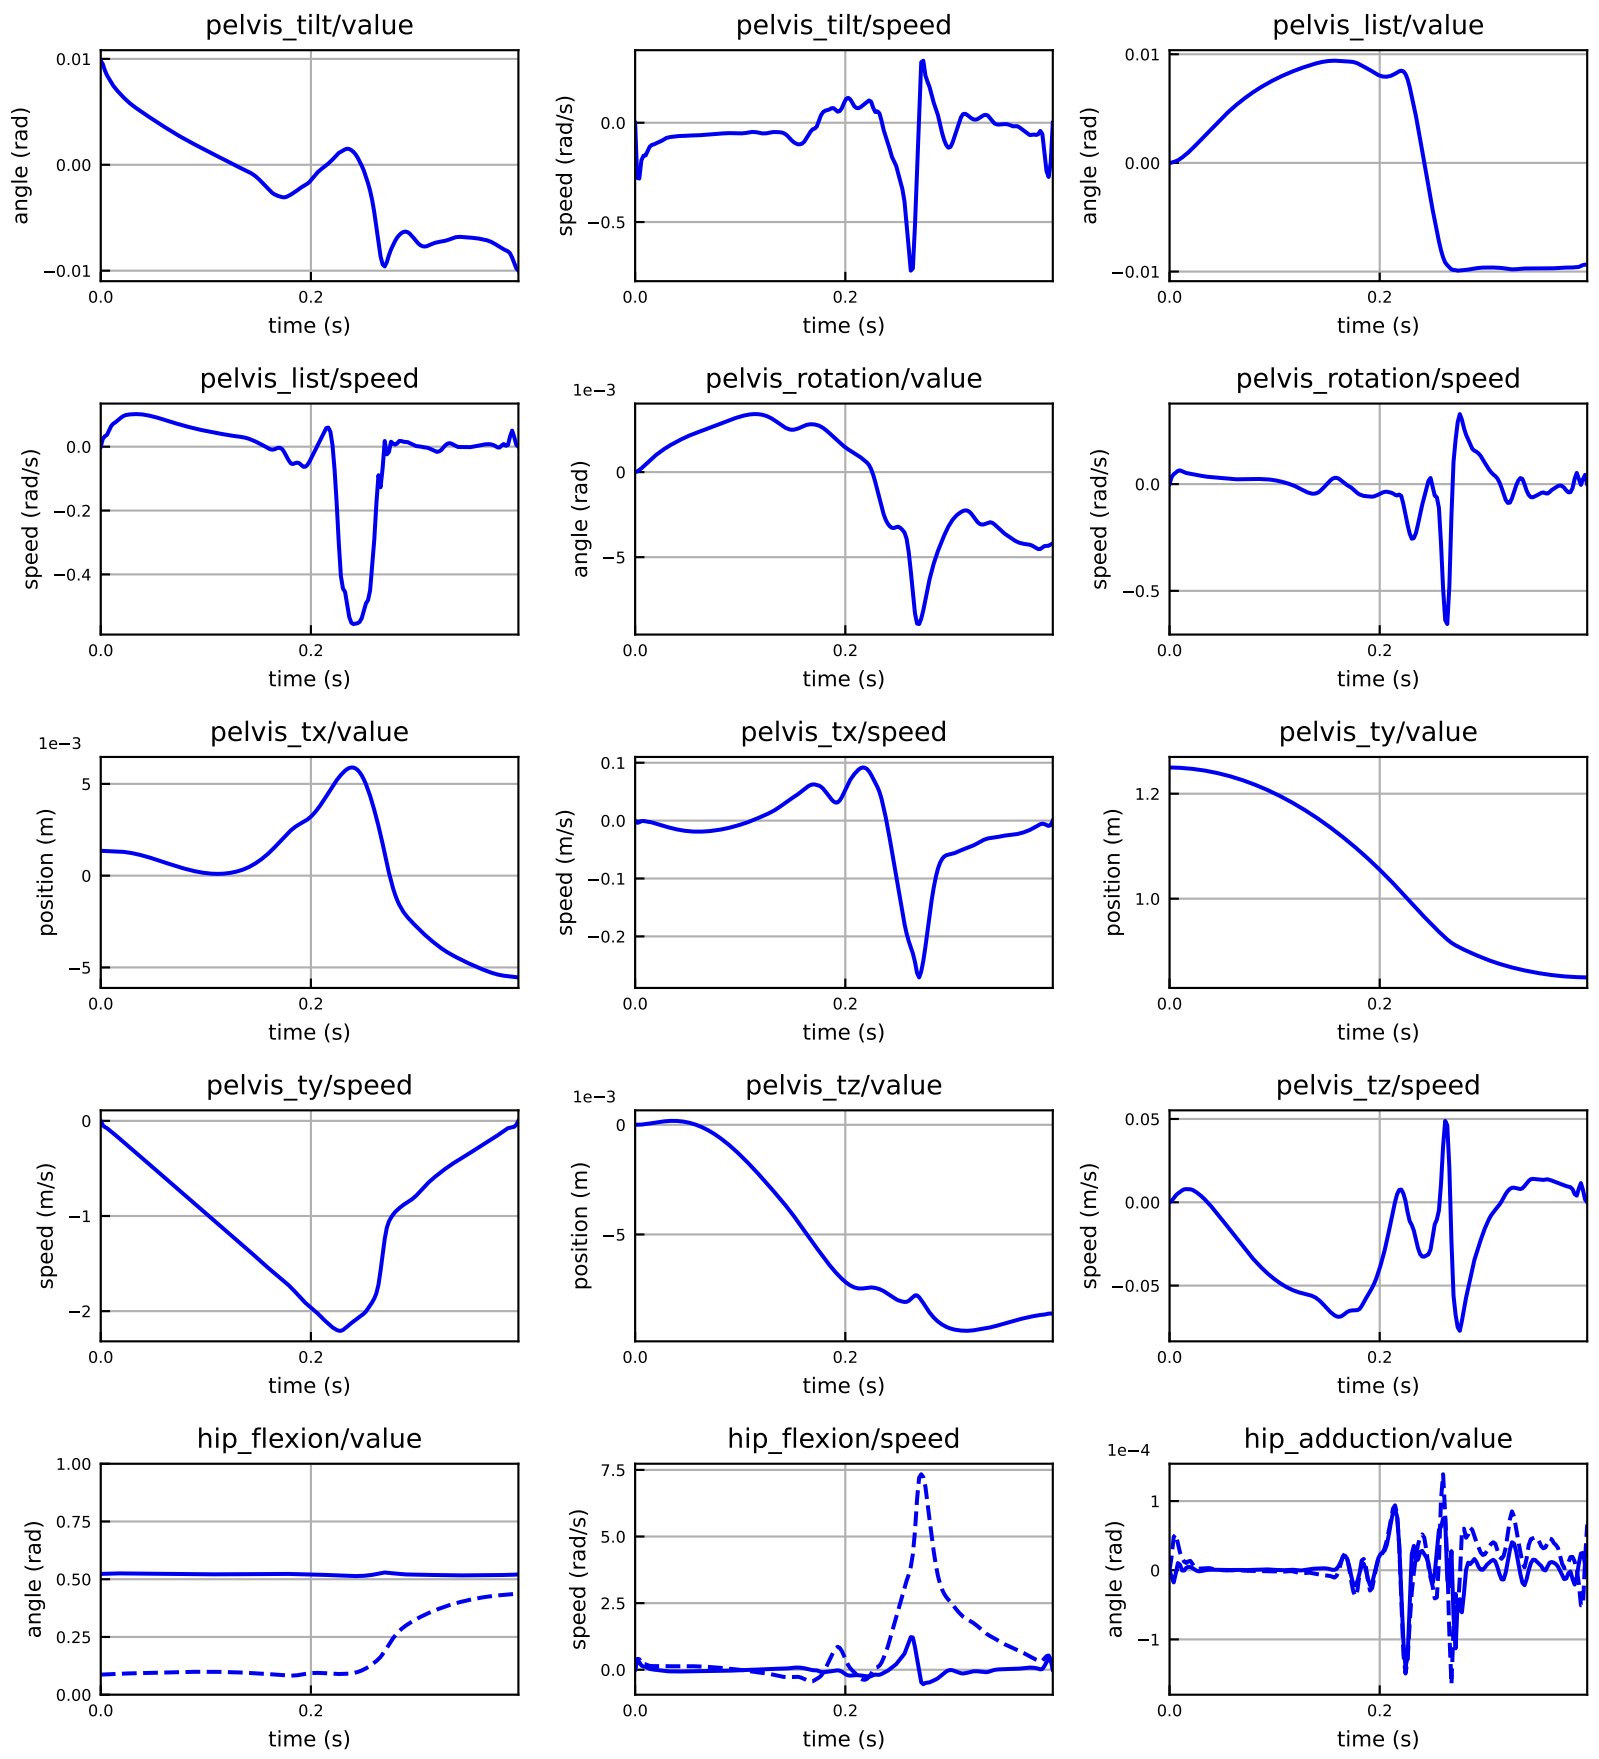 pelvis_tilt/value
angle (rad)
0.01
0.00
−0.01
0.0
0.2
time (s)
pelvis_tilt/speed
speed (rad/s)
0.0
−0.5
0.0
0.2
time (s)
pelvis_list/value
angle (rad)
0.01
0.00
−0.01
0.0
0.2
time (s)
pelvis_list/speed
speed (rad/s)
0.0
−0.2
−0.4
0.0
0.2
time (s)
pelvis_rotation/value
1e−3
angle (rad)
0
−5
0.0
0.2
time (s)
pelvis_rotation/speed
speed (rad/s)
0.0
−0.5
0.0
0.2
time (s)
pelvis_tx/value
1e−3
position (m)
5
0
−5
0.0
0.2
time (s)
pelvis_tx/speed
speed (m/s)
0.1
0.0
−0.1
−0.2
0.0
0.2
time (s)
pelvis_ty/value
position (m)
1.2
1.0
0.0
0.2
time (s)
pelvis_ty/speed
speed (m/s)
0
−1
−2
0.0
0.2
time (s)
pelvis_tz/value
1e−3
position (m)
0
−5
0.0
0.2
time (s)
pelvis_tz/speed
speed (m/s)
0.05
0.00
−0.05
0.0
0.2
time (s)
hip_flexion/value
angle (rad)
1.00
0.75
0.50
0.25
0.00
0.0
0.2
time (s)
hip_flexion/speed
speed (rad/s)
7.5
5.0
2.5
0.0
0.0
0.2
time (s)
hip_adduction/value
1e−4
angle (rad)
1
0
−1
0.0
0.2
time (s)